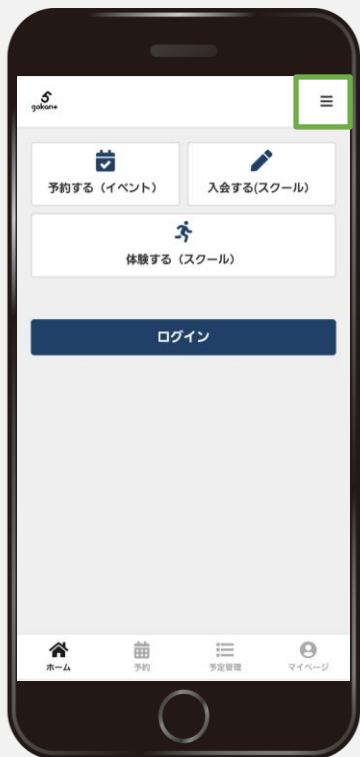 gokan+
予約する（イベント）
入会する(スクール)
体験する（スクール）
ログイン
ホーム
予約
予定管理
マイページ